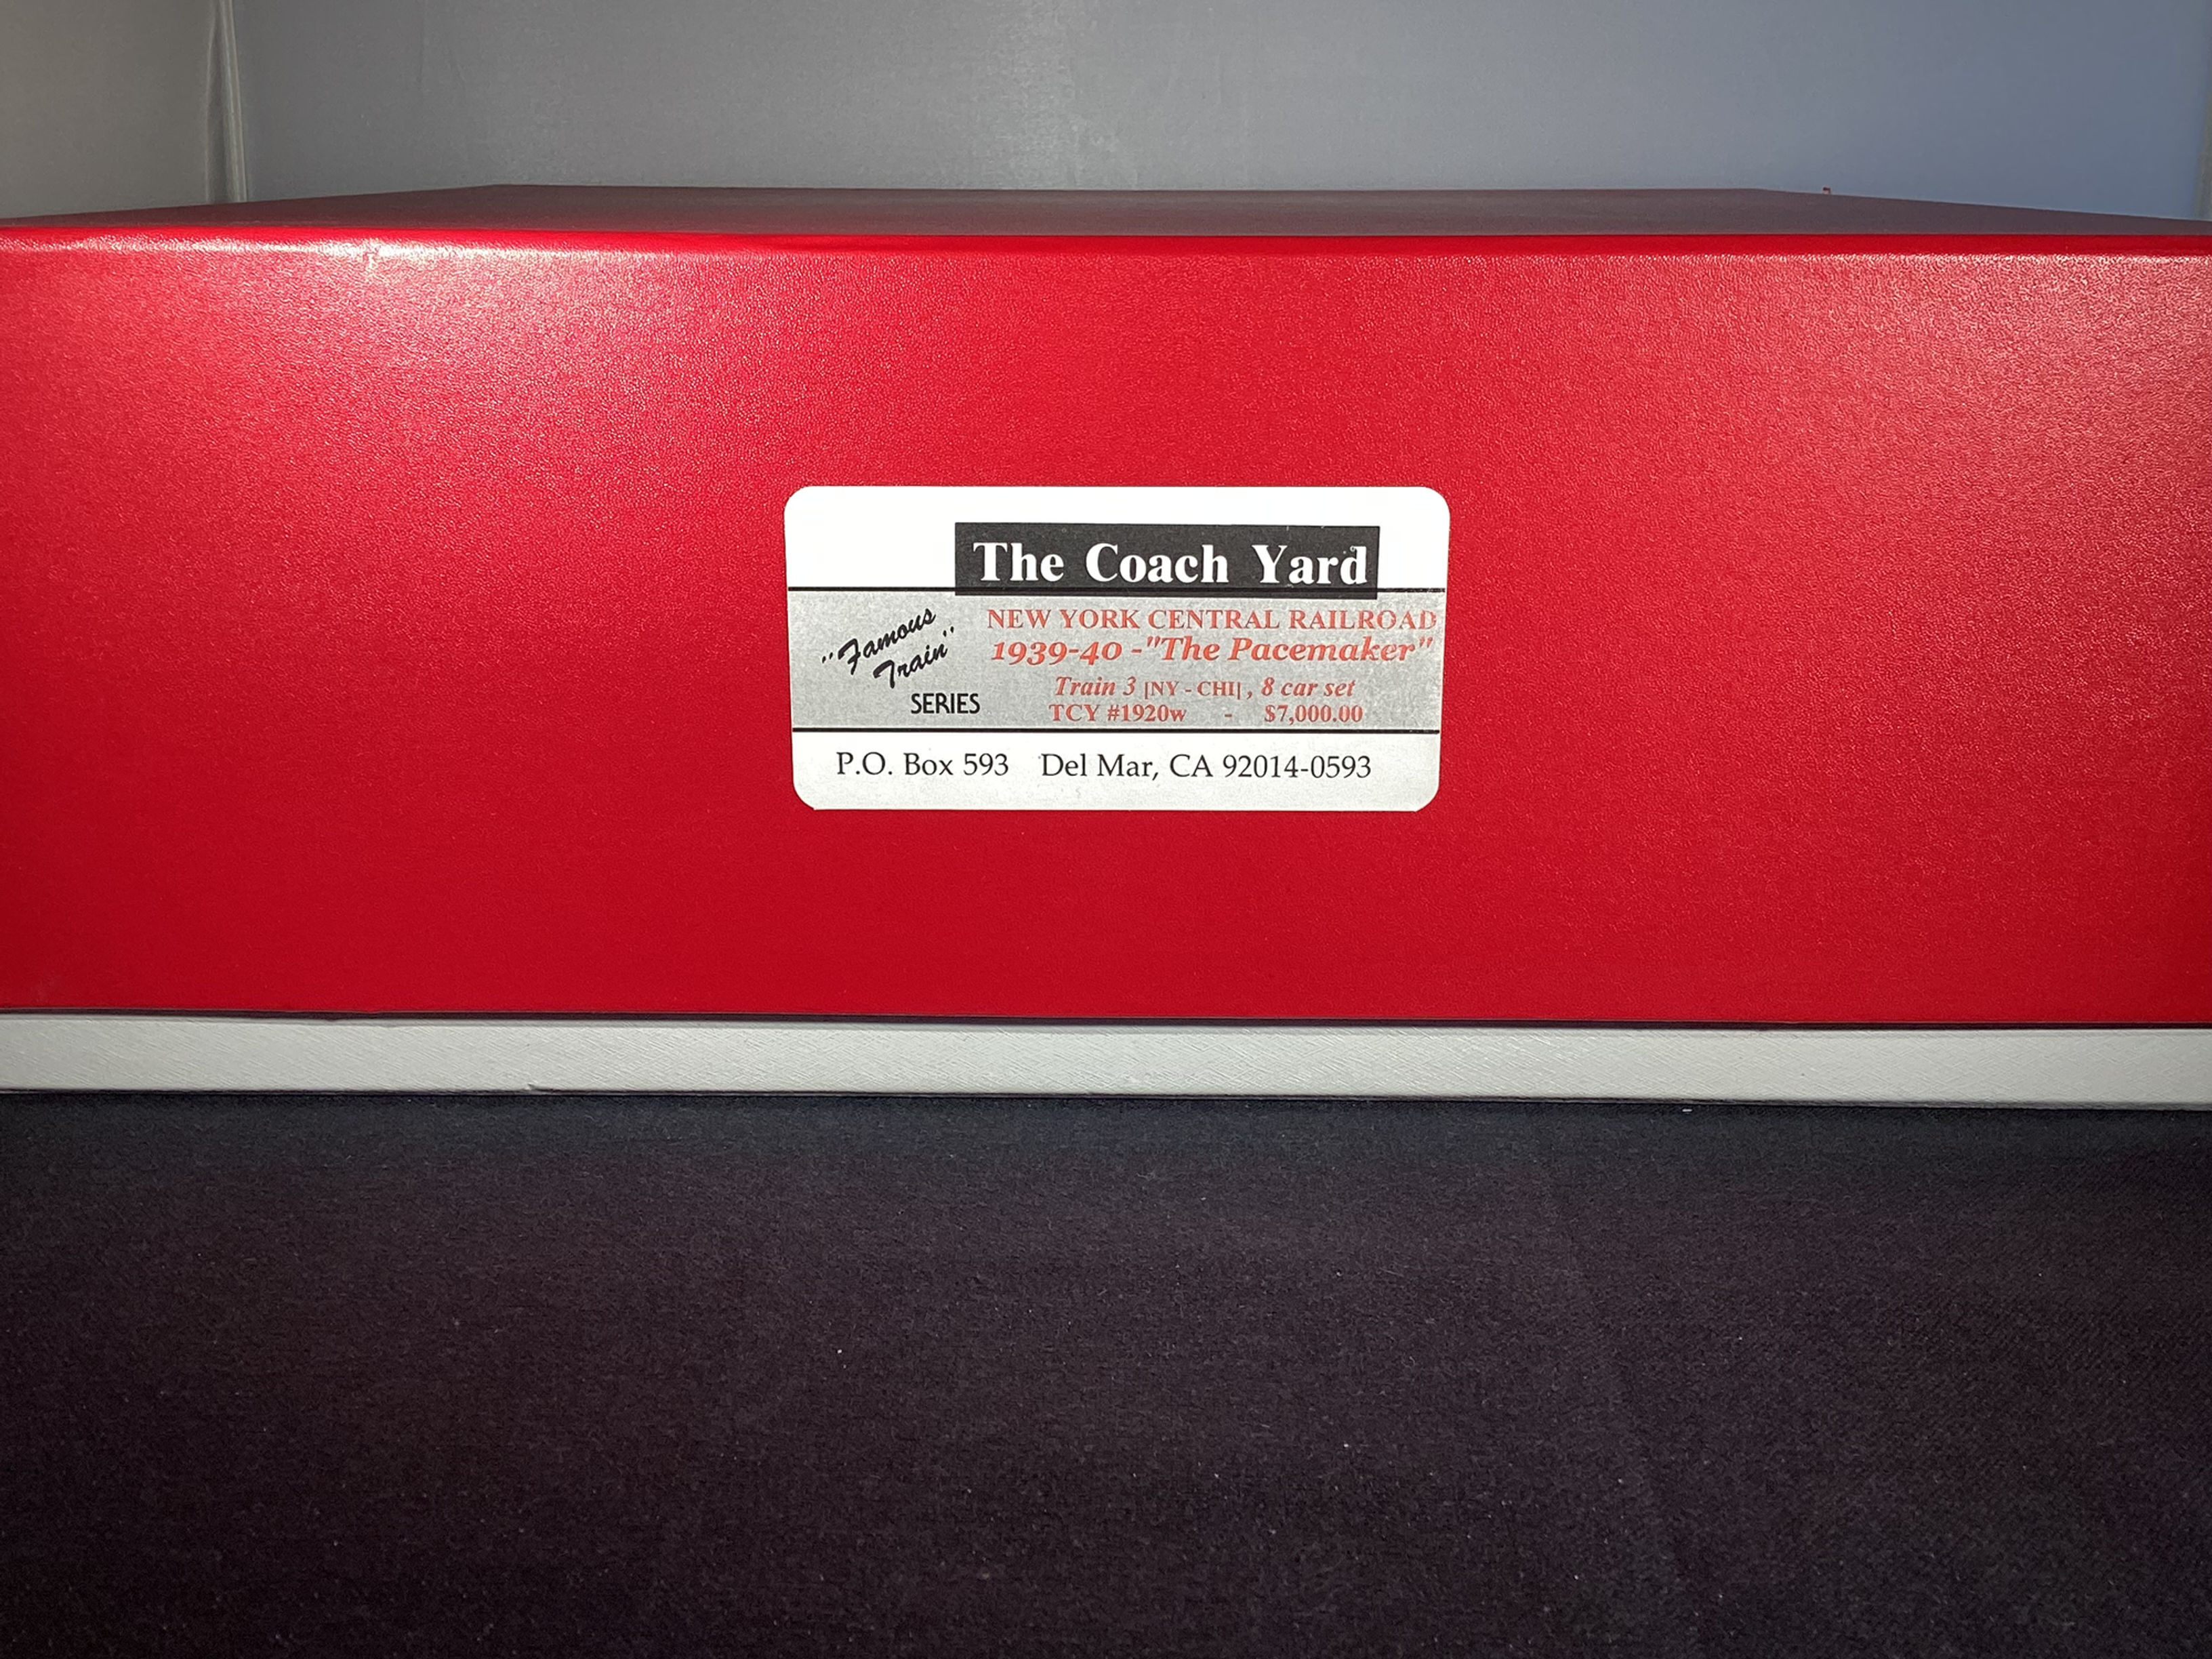 The Coach Yard
"Famous
Train"
SERIES
NEW YORK CENTRAL RAILROAD
1939-40 -"The Pacemaker"
Train 3 |NY - CHI| , 8 car set
TCY #1920w - $7,000.00
P.O. Box 593 Del Mar, CA 92014-0593